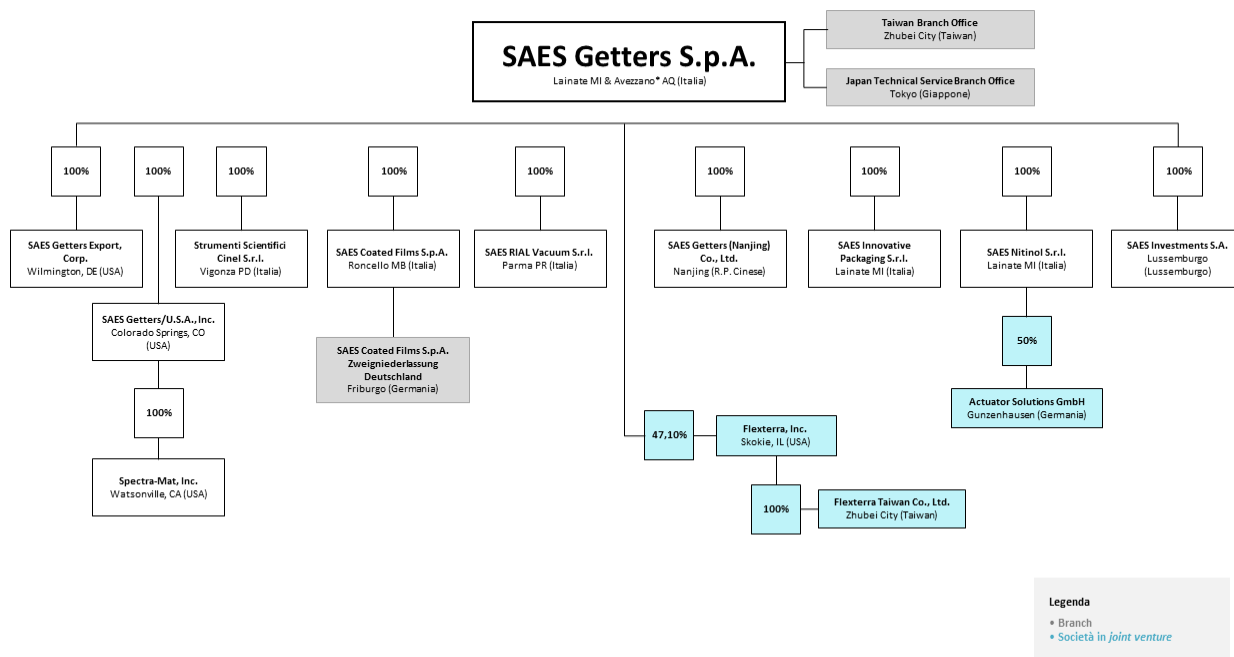 SAES Getters S.p.A.
Lainate MI & Avezzano* AQ (Italia)
Taiwan Branch Office
Zhubei City (Taiwan)
Japan Technical Service Branch Office
Tokyo (Giappone)
100%
100%
100%
100%
100%
100%
100%
100%
100%
SAES Getters Export,
Corp.
Wilmington, DE (USA)
Strumenti Scientifici
Cinel S.r.l.
Vigonza PD (Italia)
SAES Coated Films S.p.A.
Roncello MB (Italia)
SAES RIAL Vacuum S.r.l.
Parma PR (Italia)
SAES Getters (Nanjing)
Co., Ltd.
Nanjing (R.P. Cinese)
SAES Innovative
Packaging S.r.l.
Lainate MI (Italia)
SAES Nitinol S.r.l.
Lainate MI (Italia)
SAES Investments S.A.
Lussemburgo
(Lussemburgo)
SAES Getters/U.S.A., Inc.
Colorado Springs, CO
(USA)
SAES Coated Films S.p.A.
Zweigniederlassung
Deutschland
Friburgo (Germania)
50%
100%
Actuator Solutions GmbH
Gunzenhausen (Germania)
47,10%
Flexterra, Inc.
Skokie, IL (USA)
Spectra-Mat, Inc.
Watsonville, CA (USA)
100%
Flexterra Taiwan Co., Ltd.
Zhubei City (Taiwan)
Legenda
• Branch
• Società in joint venture